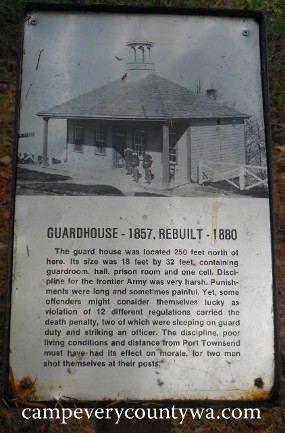 GUARDHOUSE - 1857, REBUILT - 1880
The guard house was located 250 feet north of
here. Its size was 18 feet by 32 feet, containing
guardroom, hall, prison room and one cell. Disci-
pline for the frontier Army was very harsh. Punish-
ments were long and sometimes painful. Yet, some
offenders might consider themselves lucky as
violation of 12 different regulations carried the
death penalty, two of which were sleeping on guard
duty and striking an officer. The discipline, poor
living conditions and distance from Port Townsend
must have had its effect on morale, for two men
shot themselves at their posts.
campeverycountywa.com